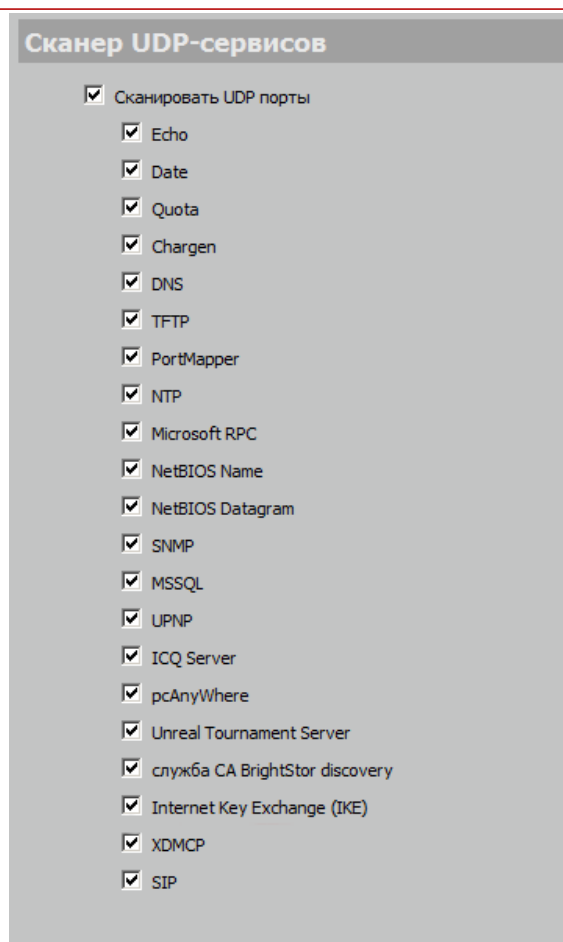 Сканер UDP-сервисов
Сканировать UDP порты
Echo
Date
Quota
Chargen
DNS
TFTP
PortMapper
NTP
Microsoft RPC
NetBIOS Name
NetBIOS Datagram
SNMP
MSSQL
UPNP
ICQ Server
pcAnyWhere
Unreal Tournament Server
служба CA BrightStor discovery
Internet Key Exchange (IKE)
XDMCP
SIP